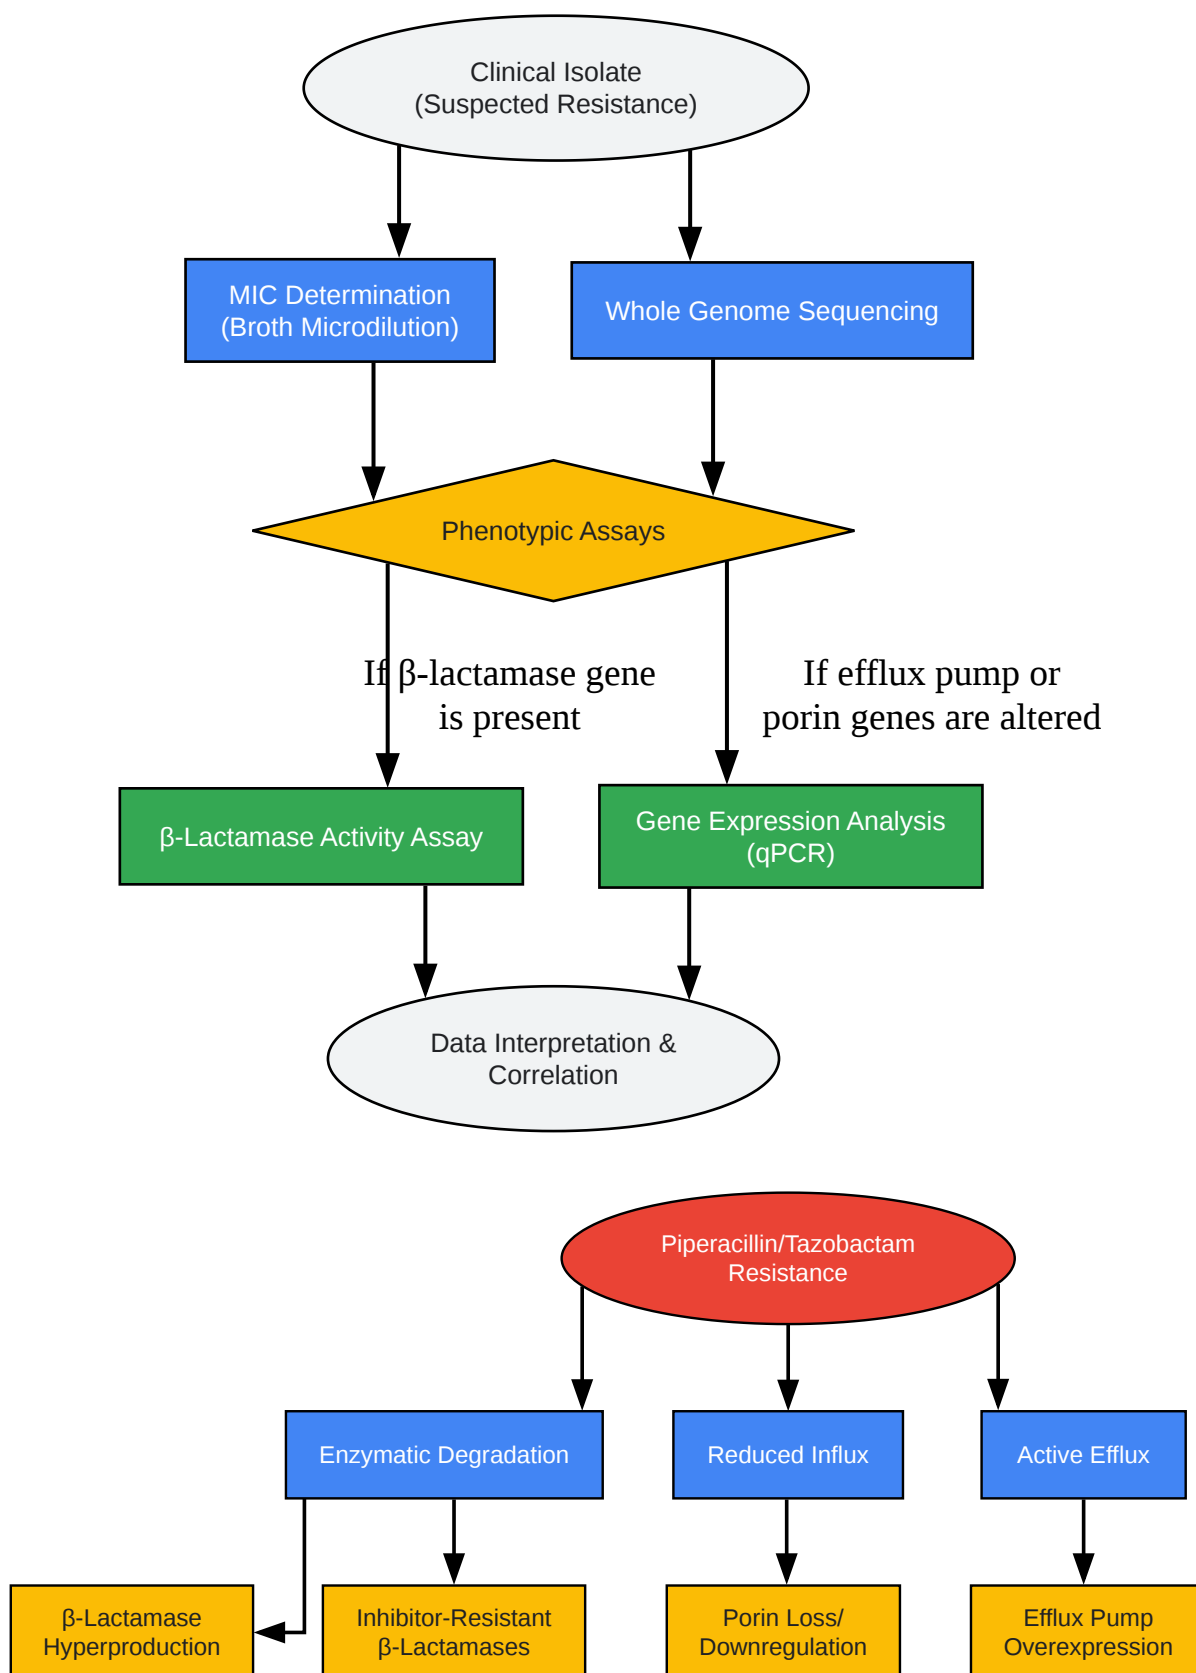 Clinical Isolate
(Suspected Resistance)
MIC Determination
(Broth Microdilution)
Whole Genome Sequencing
Phenotypic Assays
If β-lactamase gene
is present
If efflux pump or
porin genes are altered
β-Lactamase Activity Assay
Gene Expression Analysis
(qPCR)
Data Interpretation &
Correlation
Piperacillin/Tazobactam
Resistance
Enzymatic Degradation
Reduced Influx
Active Efflux
β-Lactamase
Hyperproduction
Inhibitor-Resistant
β-Lactamases
Porin Loss/
Downregulation
Efflux Pump
Overexpression